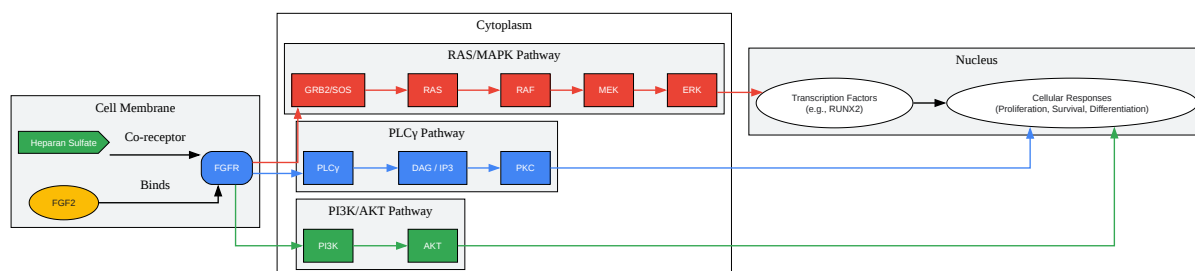 Cytoplasm
RAS/MAPK Pathway
GRB2/SOS
RAS
RAF
MEK
ERK
Nucleus
Transcription Factors
(e.g., RUNX2)
Cellular Responses
(Proliferation, Survival, Differentiation)
Cell Membrane
Heparan Sulfate
Co-receptor
FGFR
Binds
FGF2
PLCγ Pathway
PLCγ
DAG / IP3
PKC
PI3K/AKT Pathway
PI3K
AKT